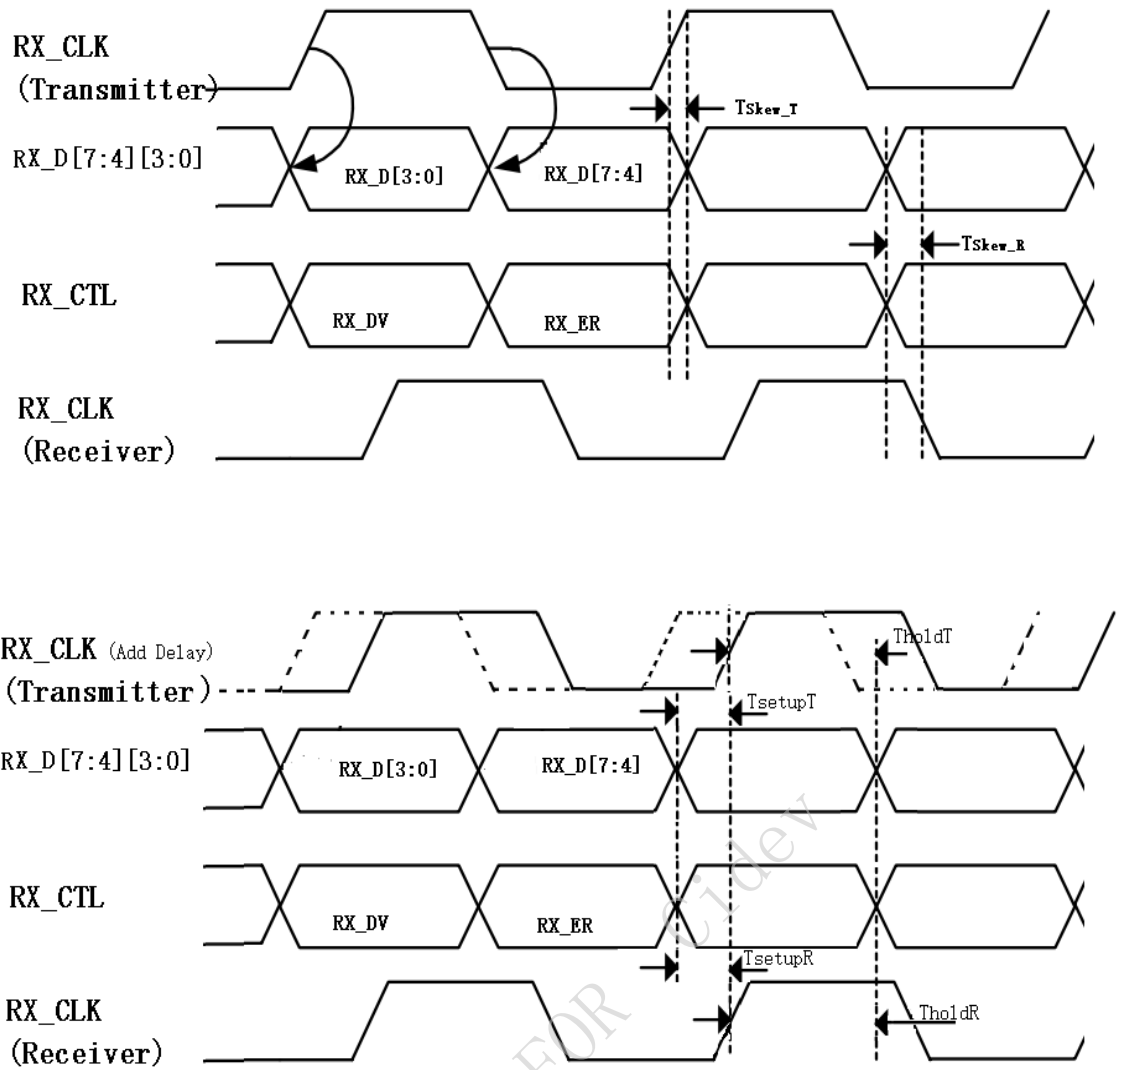 RX_CLK
(Transmitter)
TSkew_T
RX_D[7:4][3:0]
RX_D[3:0]
RX_D[7:4]
TSkew_R
RX_CTL
RX_DV
RX_ER
RX_CLK
(Receiver)
RX_CLK (Add Delay)
(Transmitter)
TholdT
TsetupT
RX_D[7:4][3:0]
RX_D[3:0]
RX_D[7:4]
Cidev
RX_CTL
RX_DV
RX_ER
TsetupR
FOR
RX_CLK
(Receiver)
TholdR